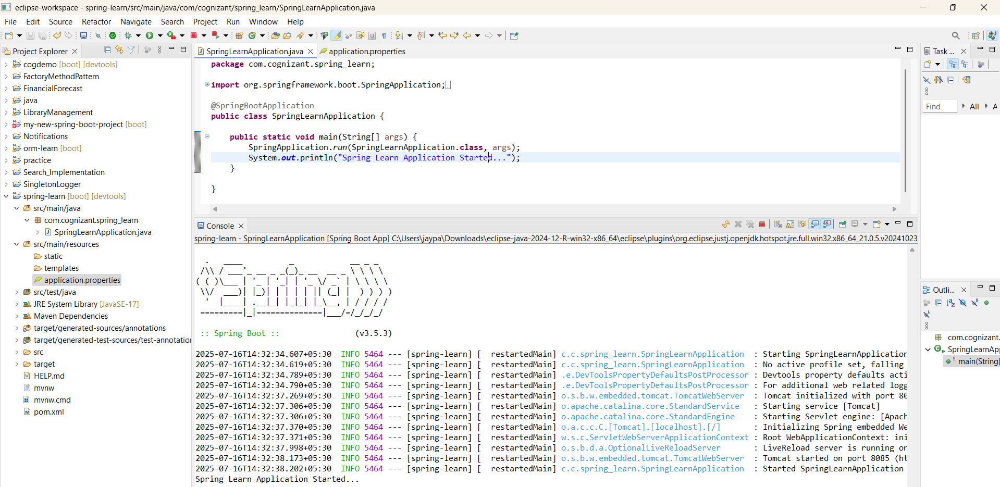 eclipse-workspace - spring-learn/src/main/java/com/cognizant/spring_learn/SpringLearnApplication.java
File Edit Source Refactor Navigate Search Project Run Window Help
Project Explorer
cogdemo [boot] [devtools]
FactoryMethodPattern
FinancialForecast
java
LibraryManagement
my-new-spring-boot-project [boot]
Notifications
orm-learn [boot]
practice
Search_Implementation
SingletonLogger
spring-learn [boot] [devtools]
src/main/java
com.cognizant.spring_learn
SpringLearnApplication.java
src/main/resources
static
templates
application.properties
src/test/java
JRE System Library [JavaSE-17]
Maven Dependencies
target/generated-sources/annotations
target/generated-test-sources/test-annotatior
src
target
HELP.md
mvnw
mvnw.cmd
pom.xml
SpringLearnApplication.java application.properties
package com.cognizant.spring_learn;
import org.springframework.boot.SpringApplication;
@SpringBootApplication
public class SpringLearnApplication {
public static void main(String[] args) {
SpringApplication.run(SpringLearnApplication.class, args);
System.out.println("Spring Learn Application Started...");
}
}
Console
spring-learn - SpringLearnApplication [Spring Boot App] C:\Users\jaypa\Downloads\eclipse-java-2024-12-R-win32-x86_64\eclipse\plugins\org.eclipse.justj.openjdk.hotspot.jre.full.win32.x86_64_21.0.5.v20241023
Spring
:: Spring Boot :: (v3.5.3)
2025-07-16T14:32:34.607+05:30 INFO 5464 --- [spring-learn] [ restartedMain] c.c.spring_learn.SpringLearnApplication : Starting SpringLearnApplication
2025-07-16T14:32:34.619+05:30 INFO 5464 --- [spring-learn] [ restartedMain] c.c.spring_learn.SpringLearnApplication : No active profile set, falling
2025-07-16T14:32:34.789+05:30 INFO 5464 --- [spring-learn] [ restartedMain] .e.DevToolsPropertyDefaultsPostProcessor : Devtools property defaults acti
2025-07-16T14:32:34.790+05:30 INFO 5464 --- [spring-learn] [ restartedMain] .e.DevToolsPropertyDefaultsPostProcessor : For additional web related logg
2025-07-16T14:32:37.269+05:30 INFO 5464 --- [spring-learn] [ restartedMain] o.s.b.w.embedded.tomcat.TomcatWebServer : Tomcat initialized with port 80
2025-07-16T14:32:37.306+05:30 INFO 5464 --- [spring-learn] [ restartedMain] o.apache.catalina.core.StandardService : Starting service [Tomcat]
2025-07-16T14:32:37.306+05:30 INFO 5464 --- [spring-learn] [ restartedMain] o.apache.catalina.core.StandardEngine : Starting Servlet engine: [Apach
2025-07-16T14:32:37.370+05:30 INFO 5464 --- [spring-learn] [ restartedMain] o.a.c.c.C.[Tomcat].[localhost].[/] : Initializing Spring embedded We
2025-07-16T14:32:37.371+05:30 INFO 5464 --- [spring-learn] [ restartedMain] w.s.c.ServletWebServerApplicationContext : Root WebApplicationContext: ini
2025-07-16T14:32:37.998+05:30 INFO 5464 --- [spring-learn] [ restartedMain] o.s.b.d.a.OptionalLiveReloadServer : LiveReload server is running on
2025-07-16T14:32:38.173+05:30 INFO 5464 --- [spring-learn] [ restartedMain] o.s.b.w.embedded.tomcat.TomcatWebServer : Tomcat started on port 8085 (ht
2025-07-16T14:32:38.202+05:30 INFO 5464 --- [spring-learn] [ restartedMain] c.c.spring_learn.SpringLearnApplication : Started SpringLearnApplication
Spring Learn Application Started...
Task ...
Find All A
Outli...
com.cognizant.
SpringLearnApp
main(String[